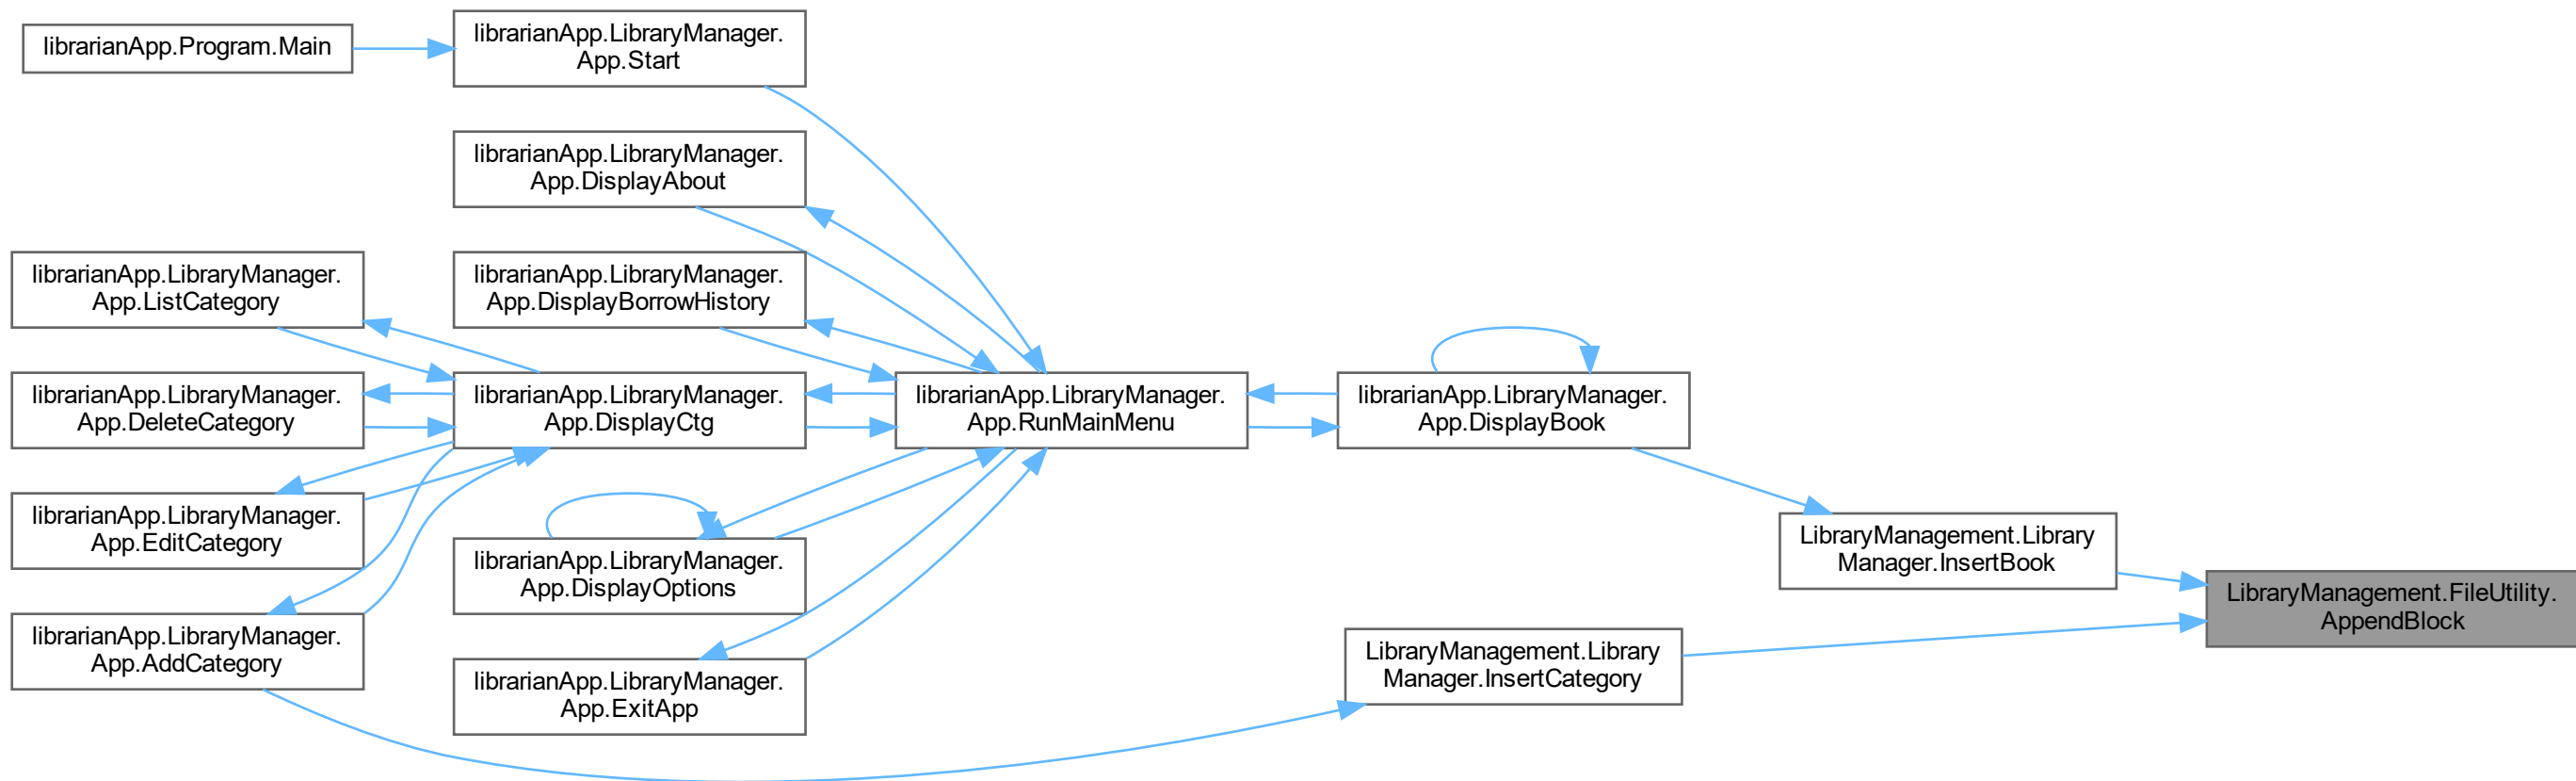 librarianApp.Program.Main
librarianApp.LibraryManager.
App.Start
librarianApp.LibraryManager.
App.DisplayAbout
librarianApp.LibraryManager.
App.ListCategory
librarianApp.LibraryManager.
App.DisplayBorrowHistory
librarianApp.LibraryManager.
App.DeleteCategory
librarianApp.LibraryManager.
App.DisplayCtg
librarianApp.LibraryManager.
App.RunMainMenu
librarianApp.LibraryManager.
App.DisplayBook
librarianApp.LibraryManager.
App.EditCategory
librarianApp.LibraryManager.
App.DisplayOptions
LibraryManagement.Library
Manager.InsertBook
LibraryManagement.FileUtility.
AppendBlock
librarianApp.LibraryManager.
App.AddCategory
librarianApp.LibraryManager.
App.ExitApp
LibraryManagement.Library
Manager.InsertCategory